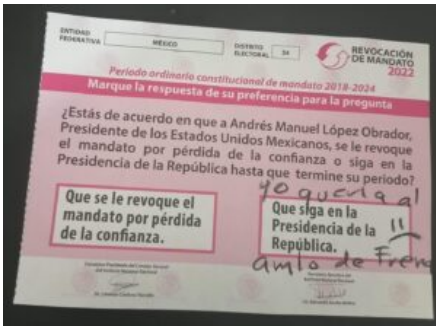 ENTIDAD FEDERATIVA
MÉXICO
DISTRITO ELECTORAL
34
REVOCACIÓN
DE MANDATO
2022
Periodo ordinario constitucional de mandato 2018-2024
Marque la respuesta de su preferencia para la pregunta
¿Estás de acuerdo en que a Andrés Manuel López Obrador,
Presidente de los Estados Unidos Mexicanos, se le revoque
el mandato por pérdida de la confianza o siga en la
Presidencia de la República hasta que termine su periodo?
yo quería al
Que se le revoque el
mandato por pérdida
de la confianza.
Que siga en la
Presidencia de la
República.
amlo de